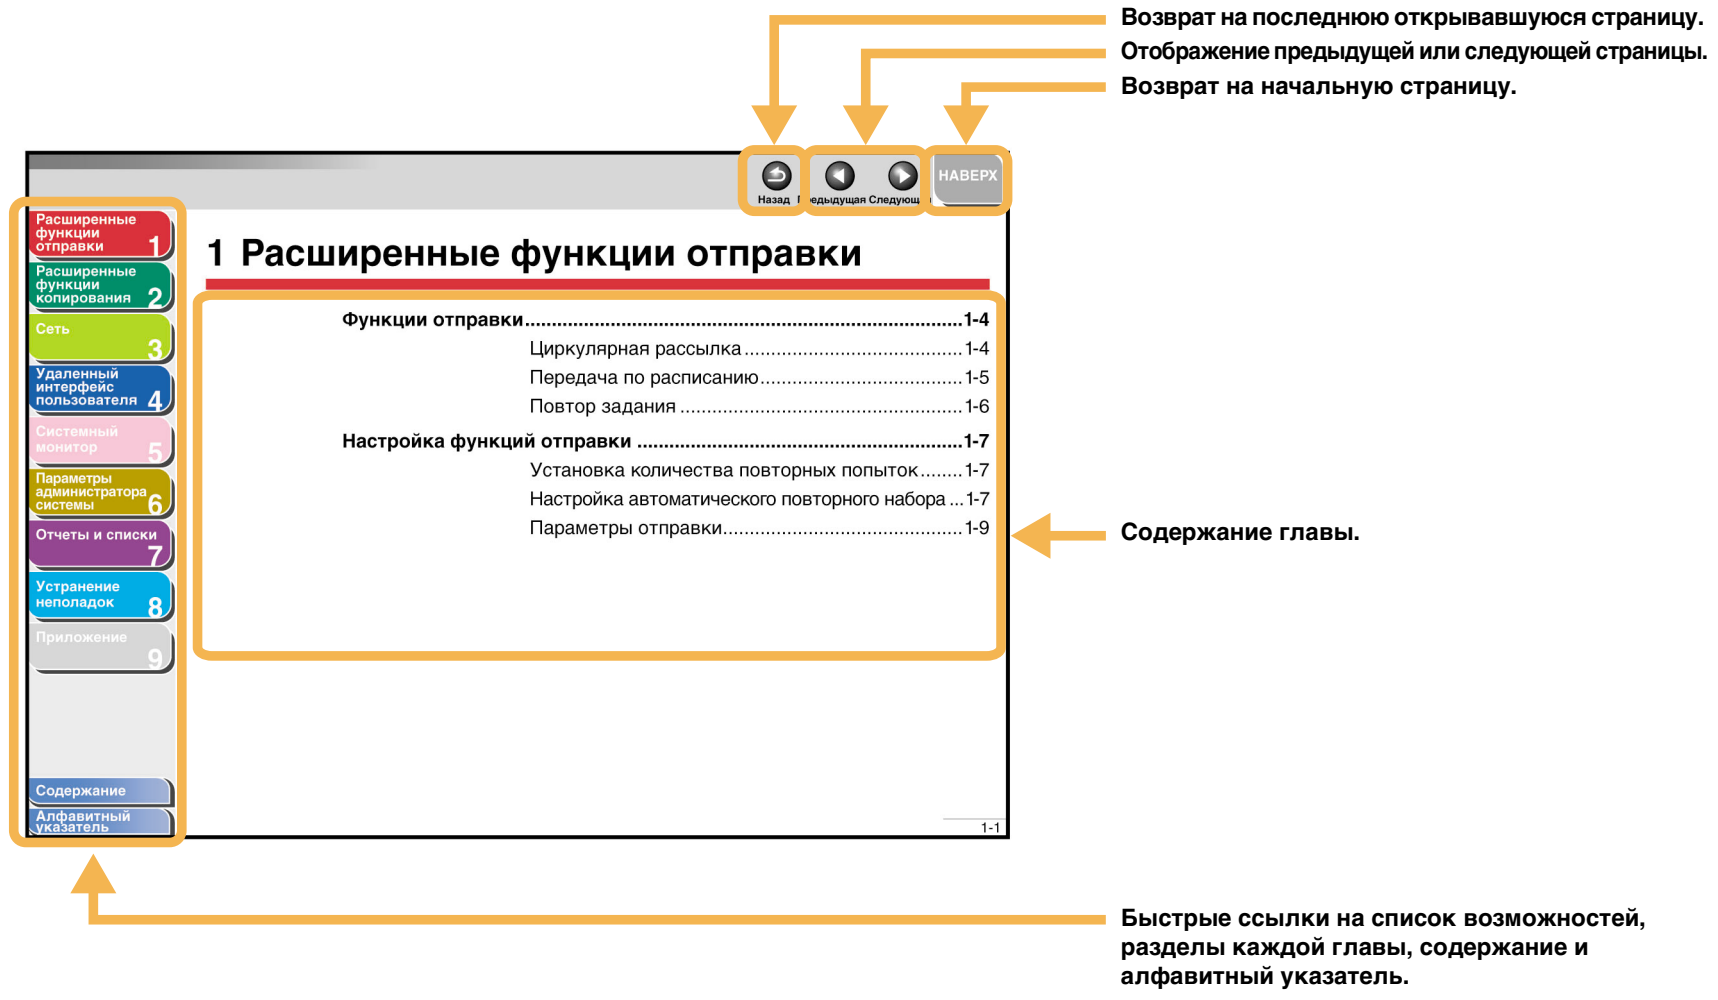 Возврат на последнюю открывавшуюся страницу.
Отображение предыдущей или следующей страницы.
Возврат на начальную страницу.
Назад
Следующая
НАВЕРХ
Расширенные
функции
отправки 1
Расширенные
функции
копирования 2
Сеть
3
Удаленный
интерфейс
пользователя 4
Системный
монитор 5
Параметры
администратора
системы 6
Отчеты и списки
7
Устранение
неполадок 8
Приложение
9
Содержание
Алфавитный
указатель
1 Расширенные функции отправки
Функции отправки..................................................................................1-4
Циркулярная рассылка..........................................1-4
Передача по расписанию.......................................1-5
Повтор задания......................................................1-6
Настройка функций отправки.............................................................1-7
Установка количества повторных попыток........1-7
Настройка автоматического повторного набора ...1-7
Параметры отправки..............................................1-9
1-1
Содержание главы.
Быстрые ссылки на список возможностей,
разделы каждой главы, содержание и
алфавитный указатель.